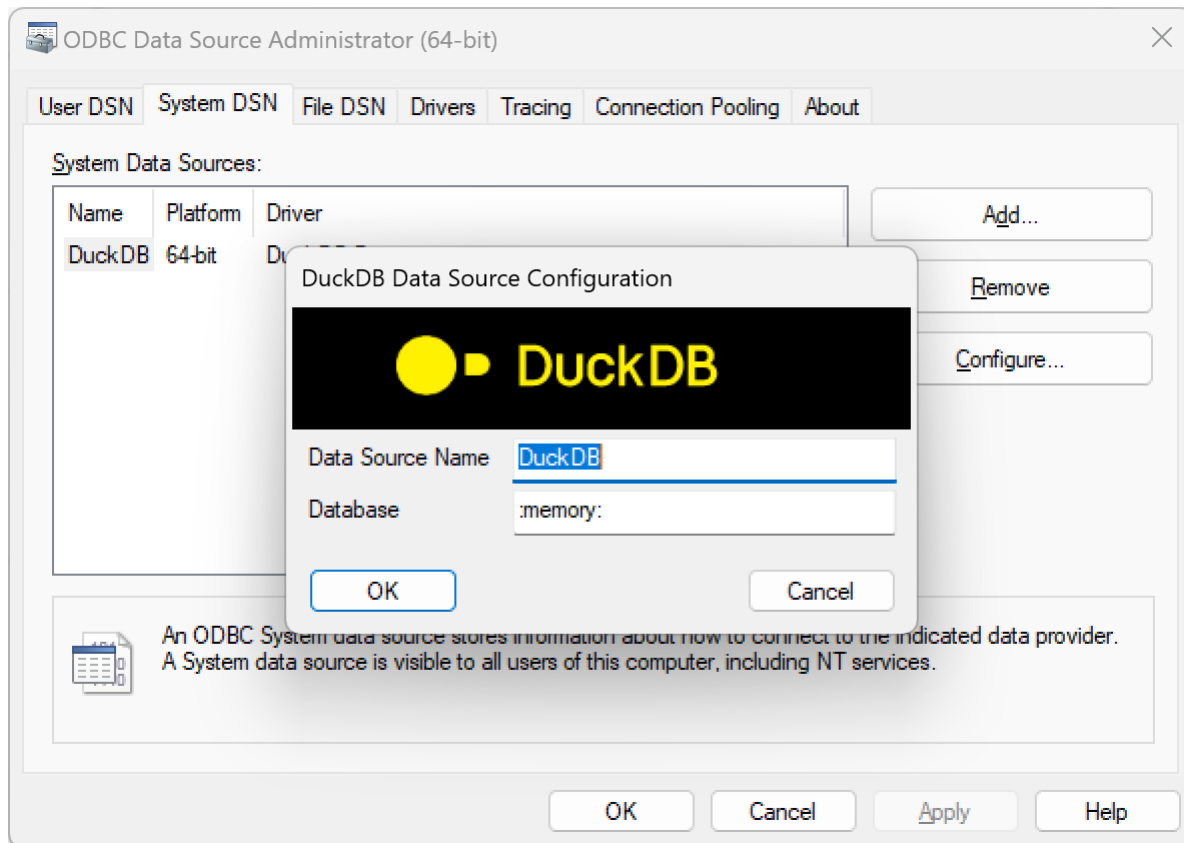 ODBC Data Source Administrator (64-bit)
User DSN System DSN File DSN Drivers Tracing Connection Pooling About
System Data Sources:
Name Platform Driver
Add...
DuckDB 64-bit
DuckDB Data Source Configuration
Remove
DuckDB
Configure...
Data Source Name DuckDB
Database :memory:
OK Cancel
An ODBC System data source stores information about how to connect to the indicated data provider.
A System data source is visible to all users of this computer, including NT services.
OK Cancel Apply Help